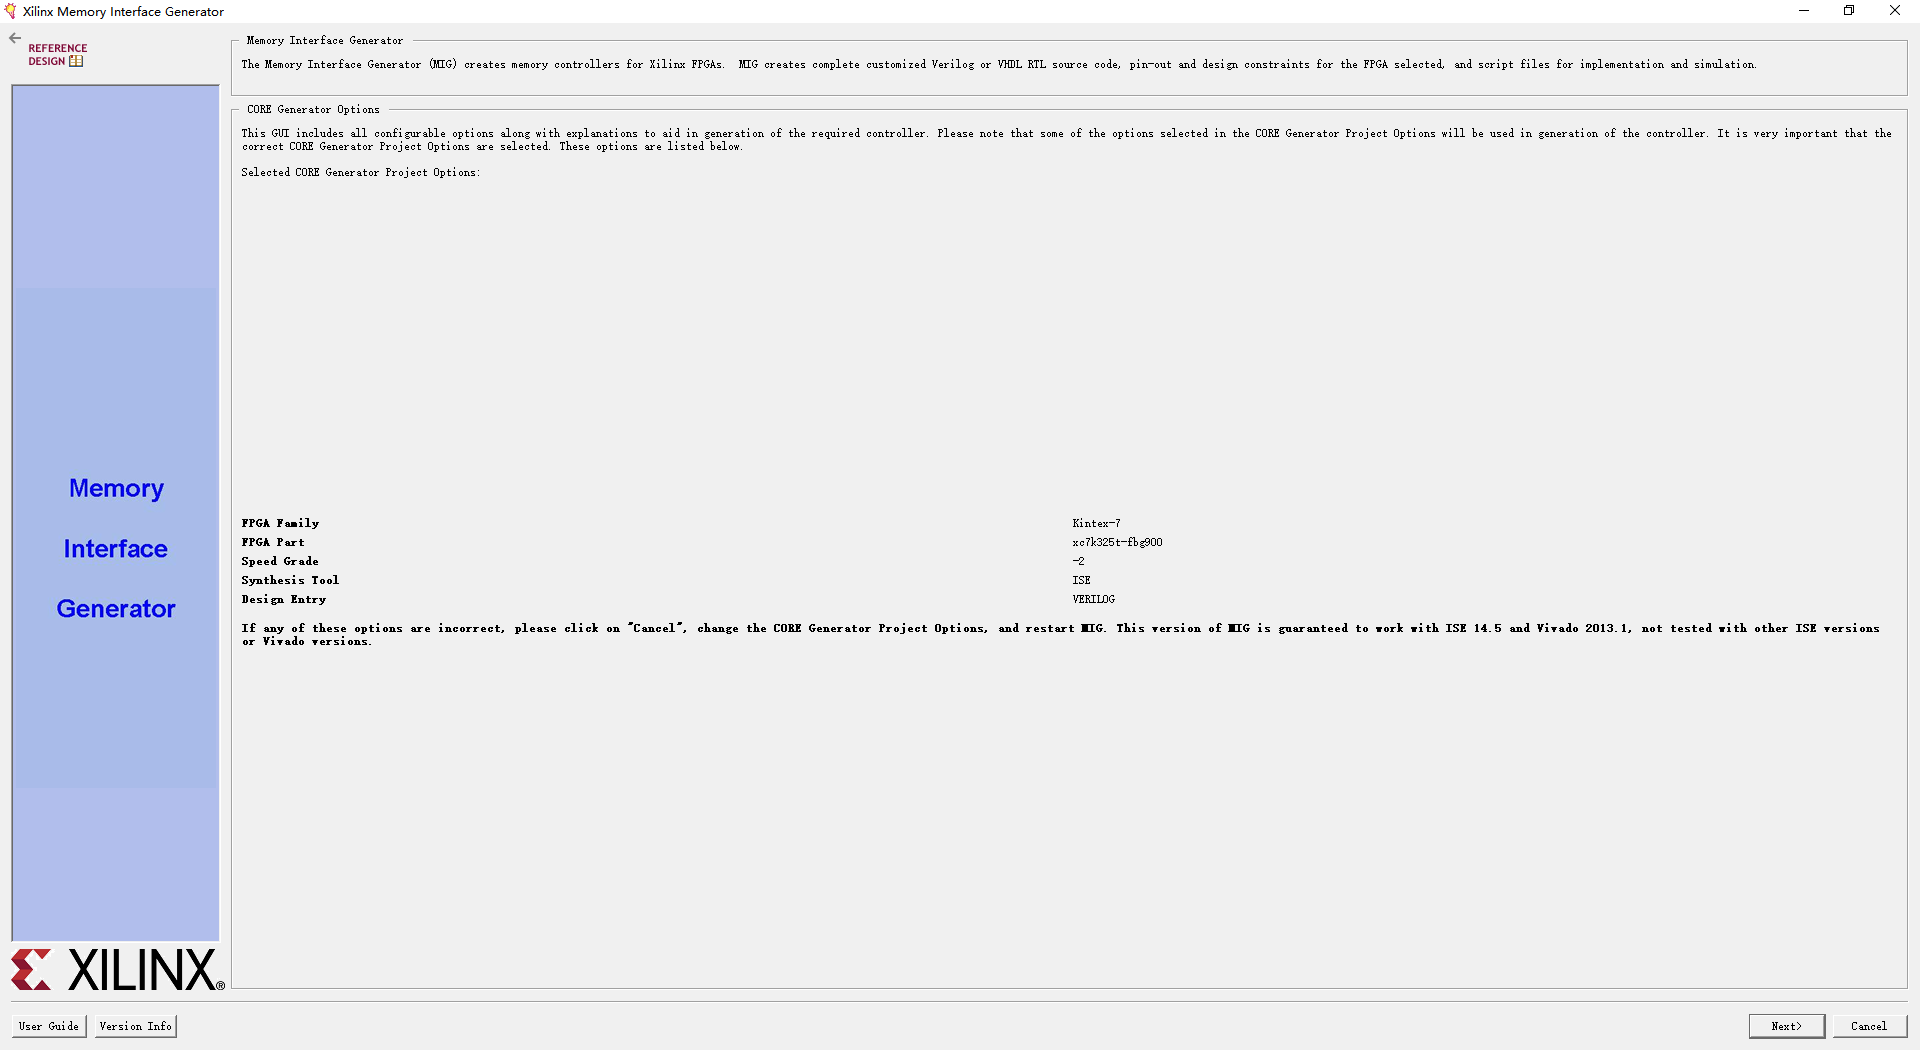 Xilinx Memory Interface Generator
REFERENCE
DESIGN
Memory Interface Generator
The Memory Interface Generator (MIG) creates memory controllers for Xilinx FPGAs.  MIG creates complete customized Verilog or VHDL RTL source code, pin-out and design constraints for the FPGA selected, and script files for implementation and simulation.
CORE Generator Options
This GUI includes all configurable options along with explanations to aid in generation of the required controller. Please note that some of the options selected in the CORE Generator Project Options will be used in generation of the controller. It is very important that the
correct CORE Generator Project Options are selected. These options are listed below.
Selected CORE Generator Project Options:
Memory
Interface
Generator
FPGA Family Kintex-7
FPGA Part xc7k325t-fbg900
Speed Grade -2
Synthesis Tool ISE
Design Entry VERILOG
If any of these options are incorrect, please click on "Cancel", change the CORE Generator Project Options, and restart MIG. This version of MIG is guaranteed to work with ISE 14.5 and Vivado 2013.1, not tested with other ISE versions
or Vivado versions.
XILINX®
User Guide Version Info Next> Cancel